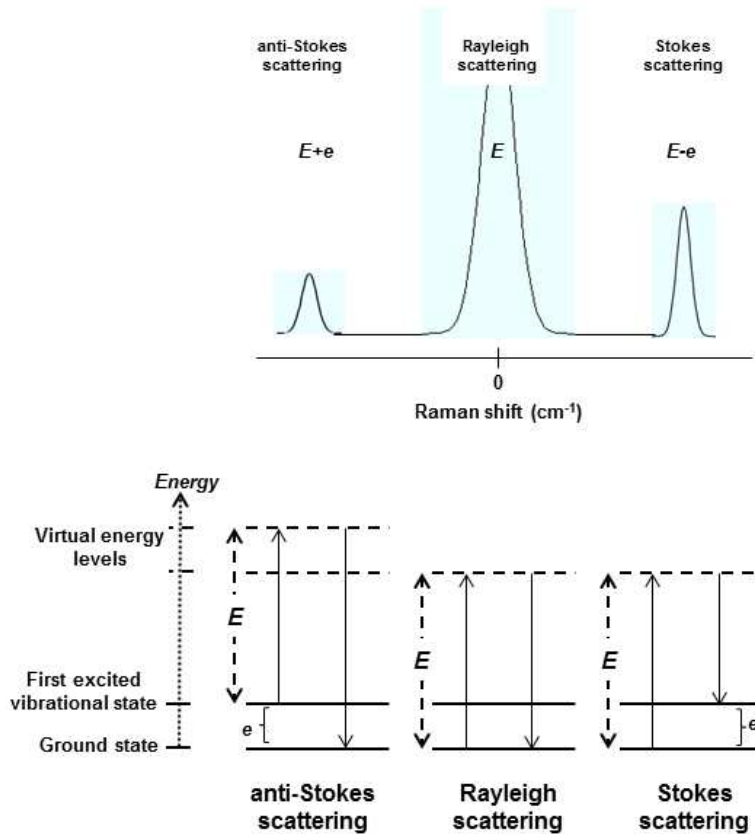 anti-Stokes
scattering
Rayleigh
scattering
Stokes
scattering
E+e
E
E-e
0
Raman shift (cm⁻¹)
Energy
Virtual energy
levels
E
E
E
First excited
vibrational state
e
e
Ground state
anti-Stokes
scattering
Rayleigh
scattering
Stokes
scattering